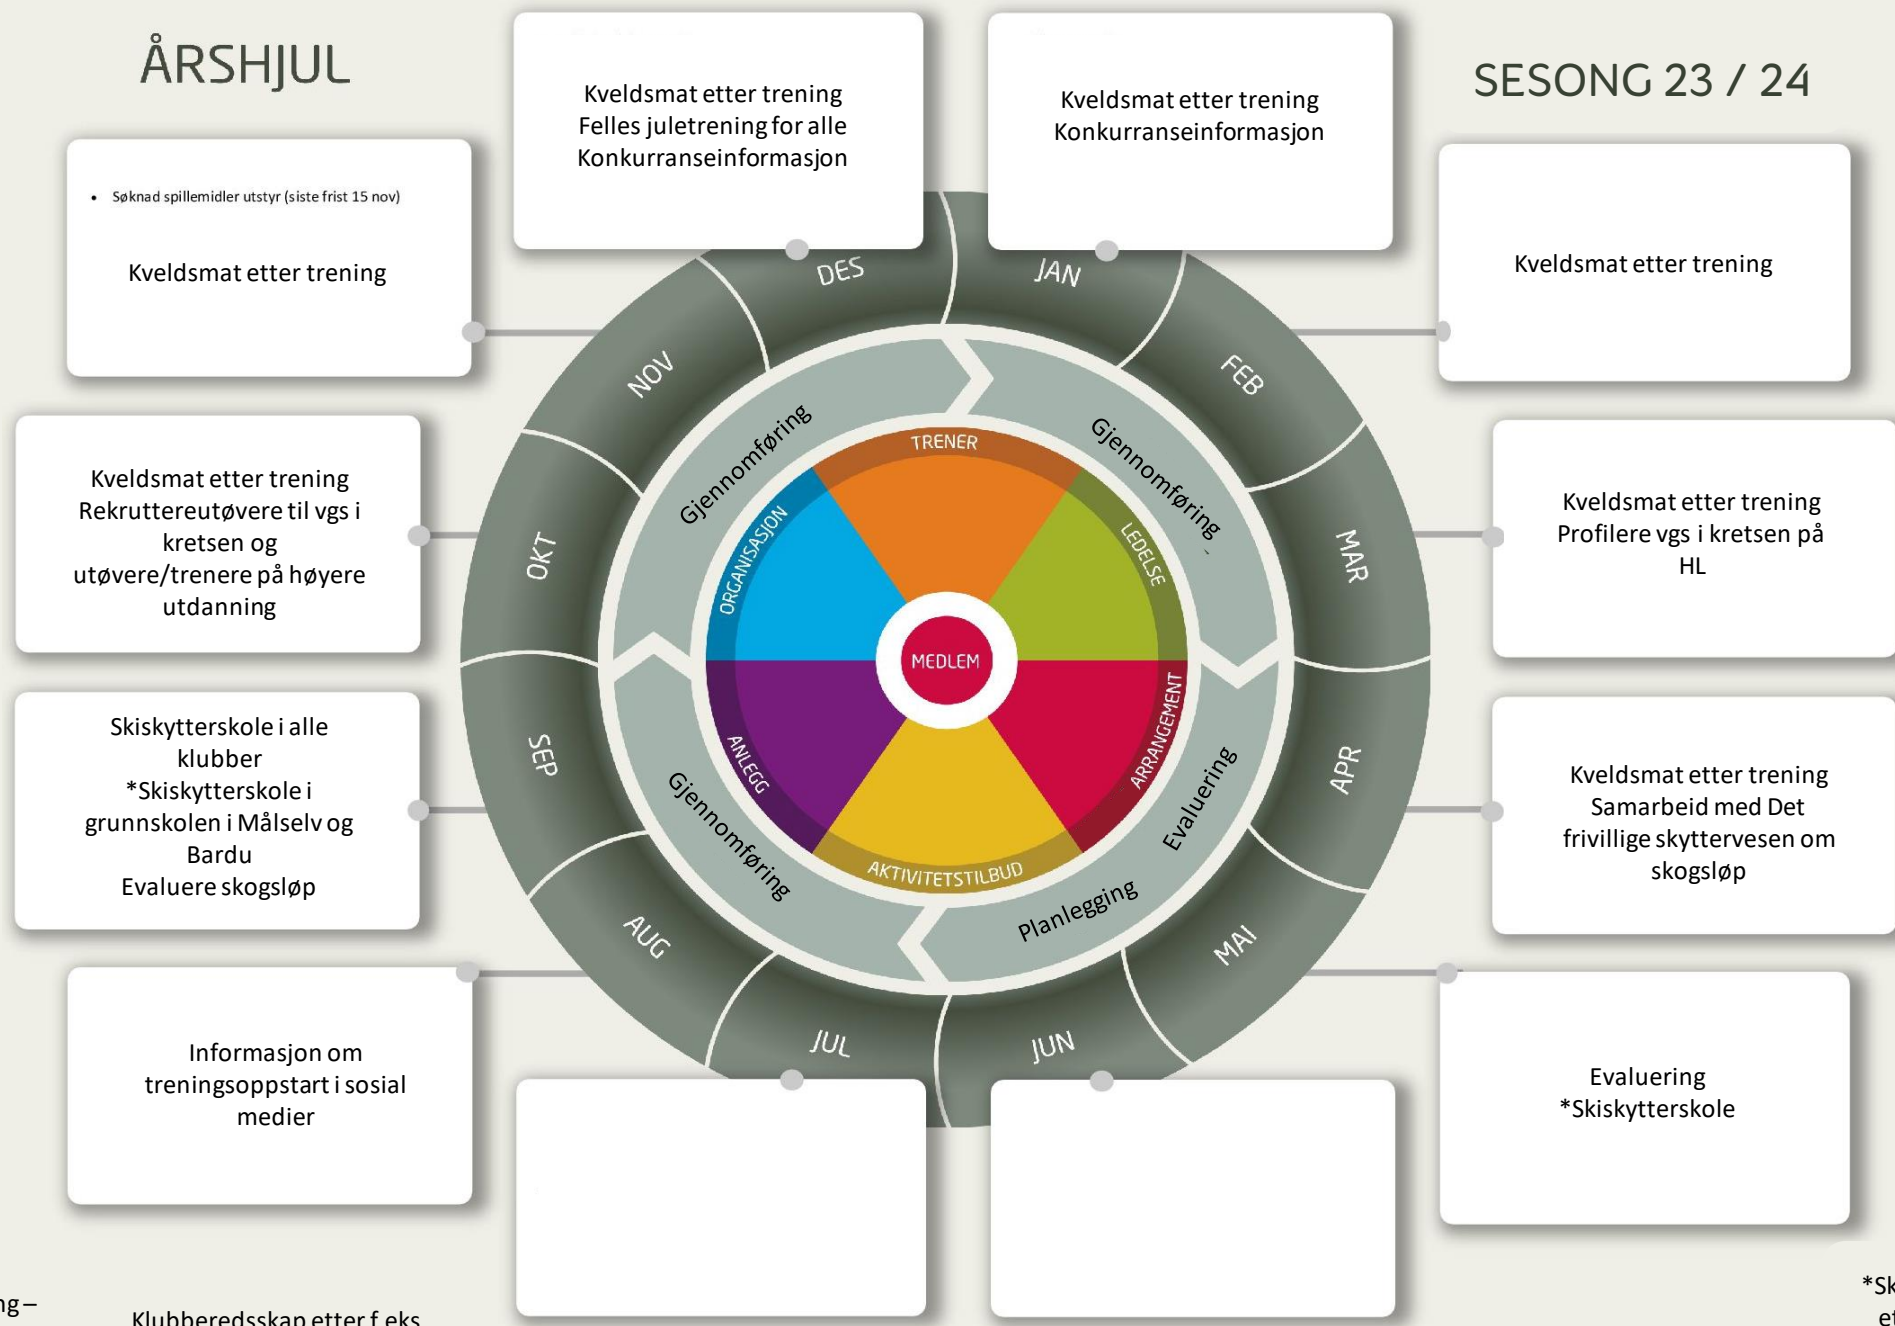 ÅRSHJUL
SESONG 23 / 24
Kveldsmat etter trening
Felles juletrening for alle
Konkurranseinformasjon
Kveldsmat etter trening
Konkurranseinformasjon
• Søknad spillemidler utstyr (siste frist 15 nov)
Kveldsmat etter trening
Kveldsmat etter trening
Kveldsmat etter trening
Rekruttereutøvere til vgs i
kretsen og
utøvere/trenere på høyere
utdanning
Kveldsmat etter trening
Profilere vgs i kretsen på
HL
Skiskytterskole i alle
klubber
*Skiskytterskole i
grunnskolen i Målselv og
Bardu
Evaluere skogsløp
Kveldsmat etter trening
Samarbeid med Det
frivillige skyttervesen om
skogsløp
Informasjon om
treningsoppstart i sosial
medier
Evaluering
*Skiskytterskole
DES
JAN
FEB
MAR
APR
MAI
JUN
JUL
AUG
SEP
OKT
NOV
Gjennomføring
Gjennomføring
Evaluering
Planlegging
Gjennomføring
TRENER
LEDELSE
ARRANGEMENT
AKTIVITETSTILBUD
ANLEGG
ORGANISASJON
MEDLEM
ng –
Klubberedsskap etter f.eks
*Sk
et